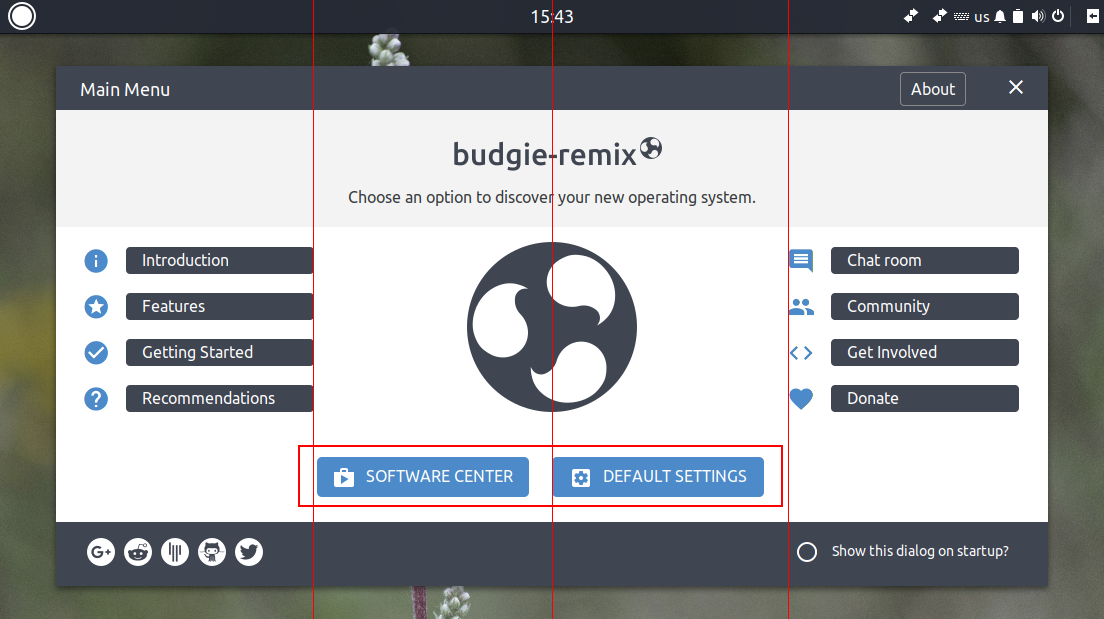 15:43
us
Main Menu
About
budgie-remix
Choose an option to discover your new operating system.
Introduction
Features
Getting Started
Recommendations
Chat room
Community
Get Involved
Donate
SOFTWARE CENTER
DEFAULT SETTINGS
G+
Show this dialog on startup?